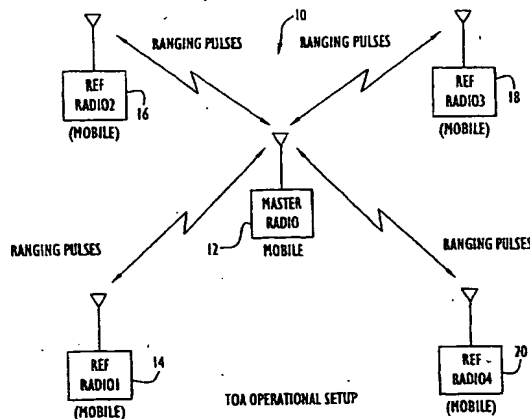 10
RANGING PULSES
RANGING PULSES
REF
RADIO2
16
(MOBILE)
REF
RADIO3
18
(MOBILE)
MASTER
RADIO
12
MOBILE
RANGING PULSES
RANGING PULSES
REF
RADIO1
14
(MOBILE)
TOA OPERATIONAL SETUP
REF
RADIO4
20
(MOBILE)